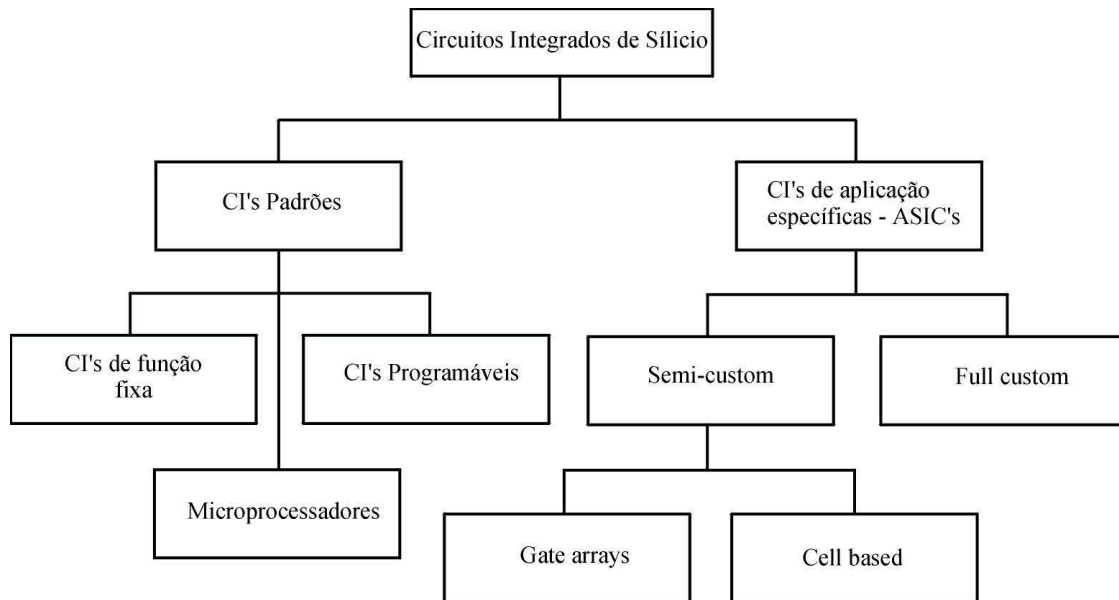 Circuitos Integrados de Sílicio
CI's Padrões
CI's de aplicação
específicas - ASIC's
CI's de função
fixa
CI's Programáveis
Semi-custom
Full custom
Microprocessadores
Gate arrays
Cell based